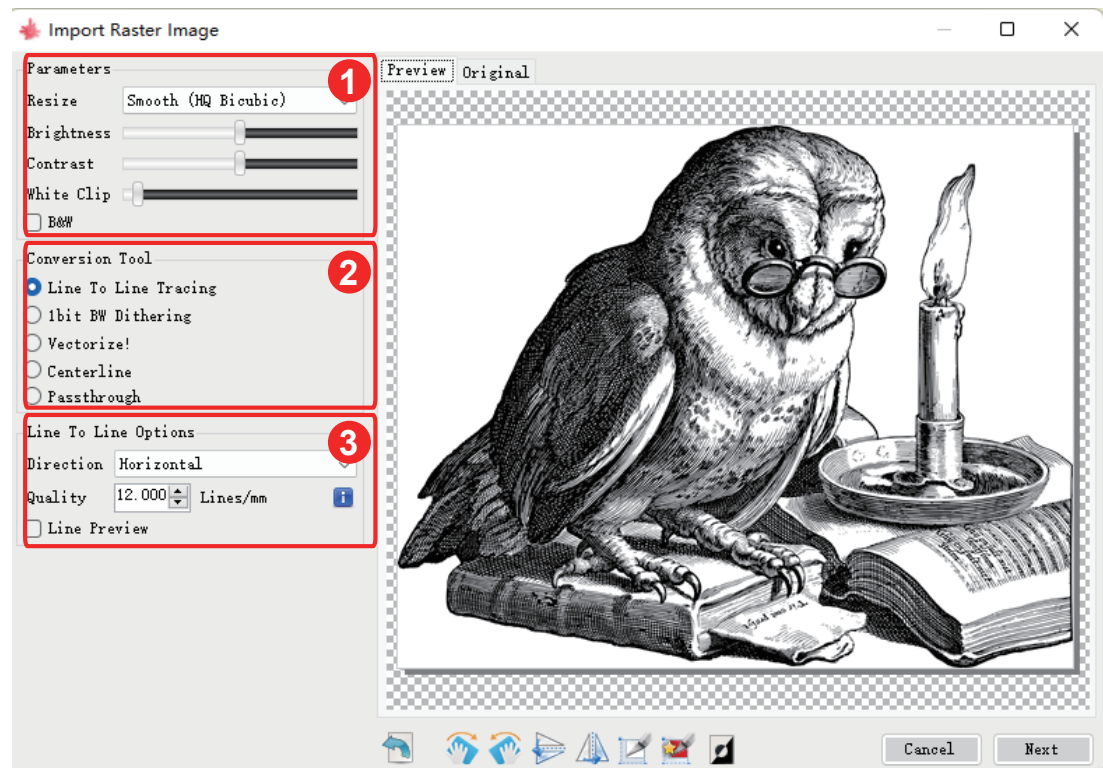 Import Raster Image
Parameters
1
Resize Smooth (HQ Bicubic)
Brightness
Contrast
White Clip
B&W
Conversion Tool
2
Line To Line Tracing
1bit BW Dithering
Vectorize!
Centerline
Passthrough
Line To Line Options
3
Direction Horizontal
Quality 12.000 Lines/mm i
Line Preview
Preview Original
Cancel Next